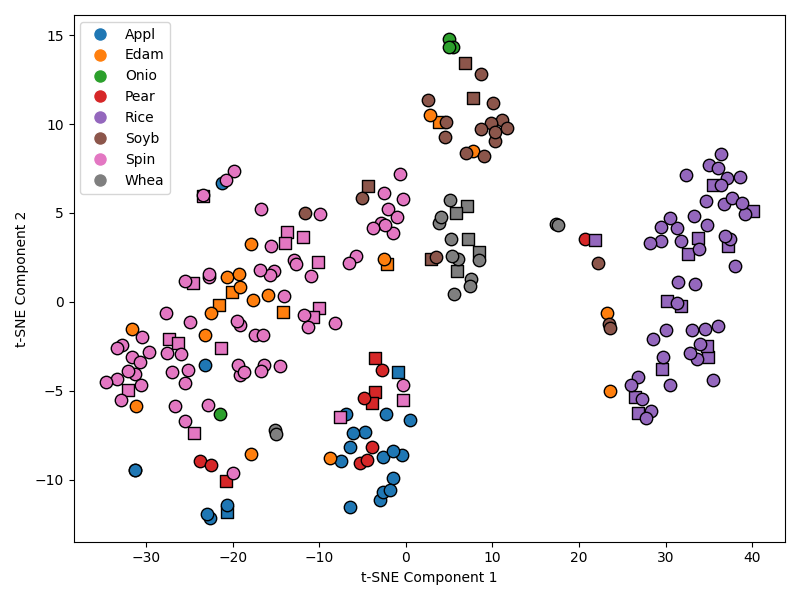 Appl
Edam
Onio
Pear
Rice
Soyb
Spin
Whea
15
10
5
0
−5
−10
t-SNE Component 2
−30 −20 −10 0 10 20 30 40
t-SNE Component 1